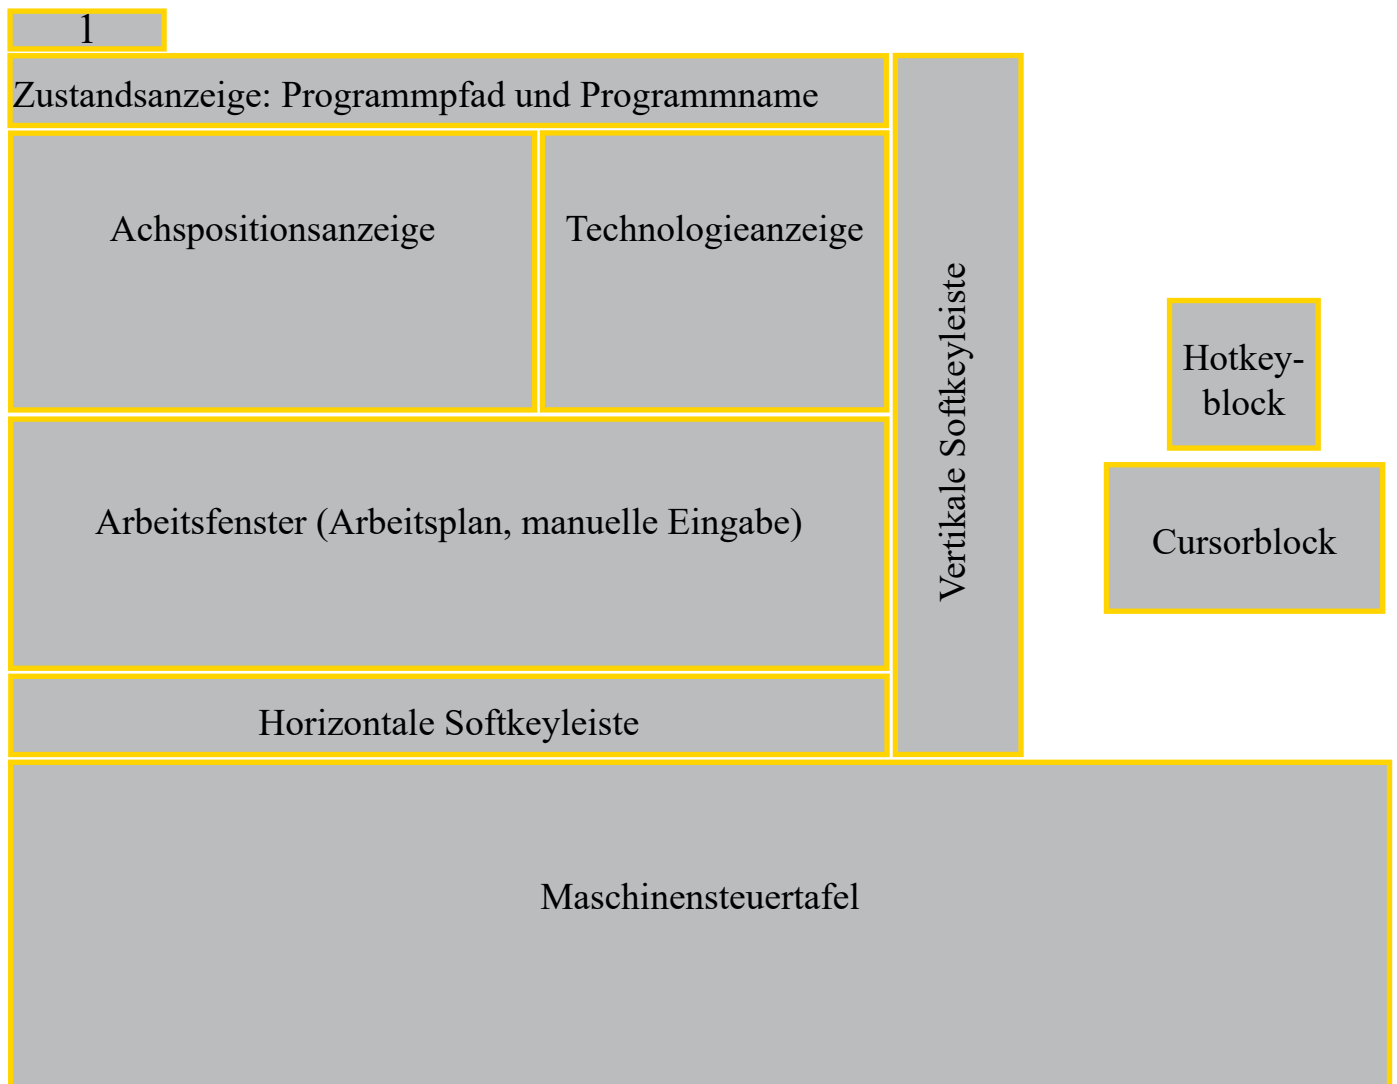 1
Zustandsanzeige: Programmpfad und Programmname
Achspositionsanzeige
Technologieanzeige
Vertikale Softkeyleiste
Hotkey-
block
Arbeitsfenster (Arbeitsplan, manuelle Eingabe)
Cursorblock
Horizontale Softkeyleiste
Maschinensteuertafel